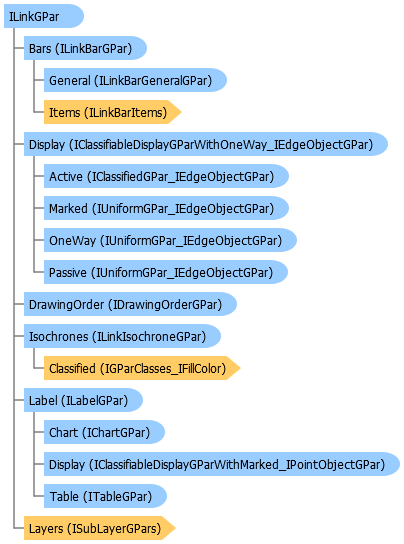 ILinkGPar
Bars (ILinkBarGPar)
General (ILinkBarGeneralGPar)
Items (ILinkBarItems)
Display (IClassifiableDisplayGParWithOneWay_IEdgeObjectGPar)
Active (IClassifiedGPar_IEdgeObjectGPar)
Marked (IUniformGPar_IEdgeObjectGPar)
OneWay (IUniformGPar_IEdgeObjectGPar)
Passive (IUniformGPar_IEdgeObjectGPar)
DrawingOrder (IDrawingOrderGPar)
Isochrones (ILinkIsochroneGPar)
Classified (IGParClasses_IFillColor)
Label (ILabelGPar)
Chart (IChartGPar)
Display (IClassifiableDisplayGParWithMarked_IPointObjectGPar)
Table (ITableGPar)
Layers (ISubLayerGPars)